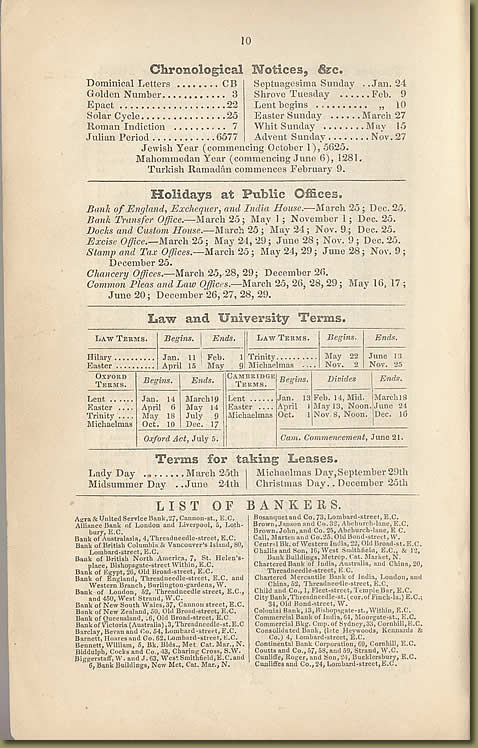 10
Chronological Notices, &c.
Dominical Letters ........ CB
Golden Number............ 3
Epact ....................22
Solar Cycle................25
Roman Indiction .......... 7
Julian Period ............6577
Septuagesima Sunday ..Jan. 24
Shrove Tuesday ......Feb. 9
Lent begins .......... „ 10
Easter Sunday ......March 27
Whit Sunday ........May 15
Advent Sunday ........Nov. 27
Jewish Year (commencing October 1), 5625.
Mahommedan Year (commencing June 6), 1281.
Turkish Ramadân commences February 9.
Holidays at Public Offices.
Bank of England, Exchequer, and India House.—March 25; Dec. 25.
Bank Transfer Office.—March 25; May 1; November 1; Dec. 25.
Docks and Custom House.—March 25; May 24; Nov. 9; Dec. 25.
Excise Office.—March 25; May 24, 29; June 28; Nov. 9; Dec. 25.
Stamp and Tax Offices.—March 25; May 24, 29; June 28; Nov. 9;
December 25.
Chancery Offices.—March 25, 28, 29; December 26.
Common Pleas and Law Offices.—March 25, 26, 28, 29; May 16, 17;
June 20; December 26, 27, 28, 29.
Law and University Terms.
LAW TERMS. Begins. Ends. LAW TERMS. Begins. Ends.
Hilary .......... Jan. 11 Feb. 1 Trinity.......... May 22 June 13
Easter .......... April 15 May 9 Michaelmas .... Nov. 2 Nov. 25
OXFORD TERMS. Begins. Ends. CAMBRIDGE TERMS. Begins. Divides Ends.
Lent ...... Jan. 14 March19 Lent ...... Jan. 13 Feb. 14, Mid. March18
Easter .... April 6 May 14 Easter .... April 1 May 13, Noon. June 24
Trinity .... May 18 July 9 Michaelmas Oct. 1 Nov 8, Noon. Dec. 16
Michaelmas Oct. 10 Dec. 17
Oxford Act, July 5. Cam. Commencement, June 21.
Terms for taking Leases.
Lady Day ........March 25th
Midsummer Day ..June 24th
Michaelmas Day,September 29th
Christmas Day..December 25th
LIST OF BANKERS.
Agra & United Service Bank,27, Cannon-st., E.C.
Alliance Bank of London and Liverpool, 5, Loth-
bury, E.C.
Bank of Australasia, 4,Threadneedle-street, E.C.
Bank of British Columbia & Vancouver's Island, 80,
Lombard-street, E.C.
Bank of British North America, 7, St. Helen's-
place, Bishopsgate-street Within, E.C.
Bank of Egypt, 26, Old Broad-street, E.C.
Bank of England, Threadneedle-street, E.C. and
Western Branch, Burlington-gardens, W.
Bank of London, 52, Threadneedle street, E.C.,
and 450, West Strand, W.C.
Bank of New South Wales, 37, Cannon street, E.C.
Bank of New Zealand, 50, Old Broad-street, E.C.
Bank of Queensland, Old Broad-street, E.C
Bank of Victoria (Australia),3, Threadneedle-st.,E.C
Barclay, Bevan and Co. 54, Lombard-street, E.C.
Barnett, Hoares and Co. 62, Lombard-street, E.C.
Bennett, William, 5, Bk. Blds., Met. Cat. Mar., N.
Biddulph, Cocks and Co., 43, Charing Cross, S.W.
Biggerstaff, W. and J. 63, West Smithfield, E.C. and
6, Bank Buildings, New Met. Cat. Mar., N.
Bosanquet and Co. 73, Lombard-street, E.C.
Brown, Janson and Co. 32, Abchurch-lane, E.C.
Brown, John, and Co. 25, Abchurch-lane, E C.
Call, Marten and Co. 25, Old Bond-street, W.
Central Bk. of Western India, 22, Old Broad-st. E.C.
Challis and Son, 16, West Smithfield, E.C., & 12,
Bank Buildings, Metrop. Cat. Market, N.
Chartered Bank of India, Australia, and China, 20,
Threadneedle-street, E.C.
Chartered Mercantile Bank of India, London, and
China, 52, Threadneedle street, E.C.
Child and Co., 1, Fleet-street, Temple Bar, E.C.
City Bank, Threadneedle-st. (cor. of Finch-la.) E.C.;
34, Old Bond-street, W.
Colonial Bank, 13, Bishopsgate-st., Within, E.C.
Commercial Bank of India, 64, Moorgate-st., E.C.
Commercial Bkg. Cmp. of Sydney, 33, Cornhill, E.C.
Consolidated Bank, (late Heywoods, Kennards &
Co.) 4, Lombard-street, E.C.
Continental Bank Corporation, 69, Cornhill, E.C.
Coutts and Co., 57, 58, and 59, Strand, W.C.
Cunliffe, Roger, and Son, 24, Bucklersbury, E.C.
Cunliffes and Co., 24, Lombard-street, E.C.